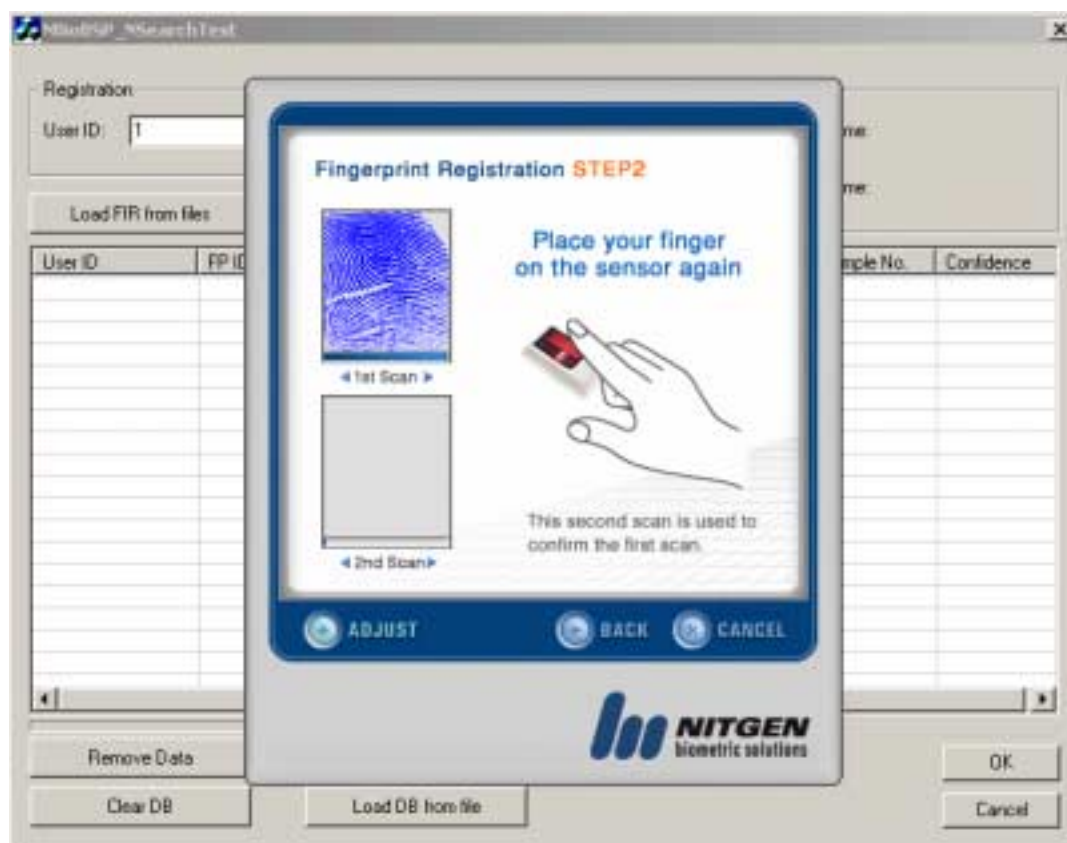 NBioBSP_NSearchTest
Registration
User ID: 1
me:
me:
Load FIR from files
User ID FP ID mple No. Confidence
Fingerprint Registration STEP2
Place your finger
on the sensor again
1st Scan
2nd Scan
This second scan is used to
confirm the first scan.
ADJUST BACK CANCEL
NITGEN
biometric solutions
Remove Data OK
Clear DB Load DB from file Cancel